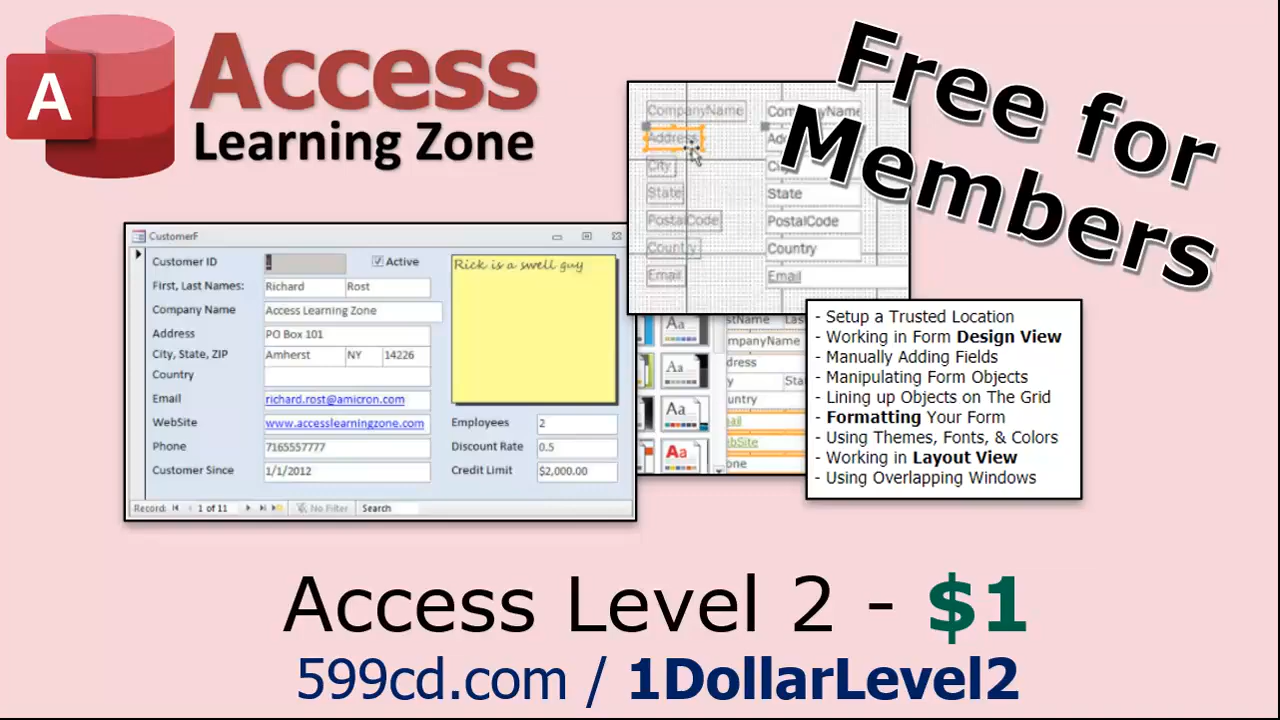 A
Access
Learning Zone
Free for
Members
CompanyName CompanyName
Address
City
State State
PostalCode PostalCode
Country Country
Email Email
CustomerF
Customer ID Active
First, Last Names: Richard Rost
Company Name Access Learning Zone
Address PO Box 101
City, State, ZIP Amherst NY 14226
Country
Email richard.rost@amicron.com
WebSite www.accesslearningzone.com
Phone 7165557777
Customer Since 1/1/2012
Rick is a swell guy
Employees 2
Discount Rate 0.5
Credit Limit $2,000.00
Record: 1 of 11 No Filter Search
Aa
Aa
Aa
Aa
- Setup a Trusted Location
- Working in Form Design View
- Manually Adding Fields
- Manipulating Form Objects
- Lining up Objects on The Grid
- Formatting Your Form
- Using Themes, Fonts, & Colors
- Working in Layout View
- Using Overlapping Windows
Access Level 2 - $1
599cd.com / 1DollarLevel2